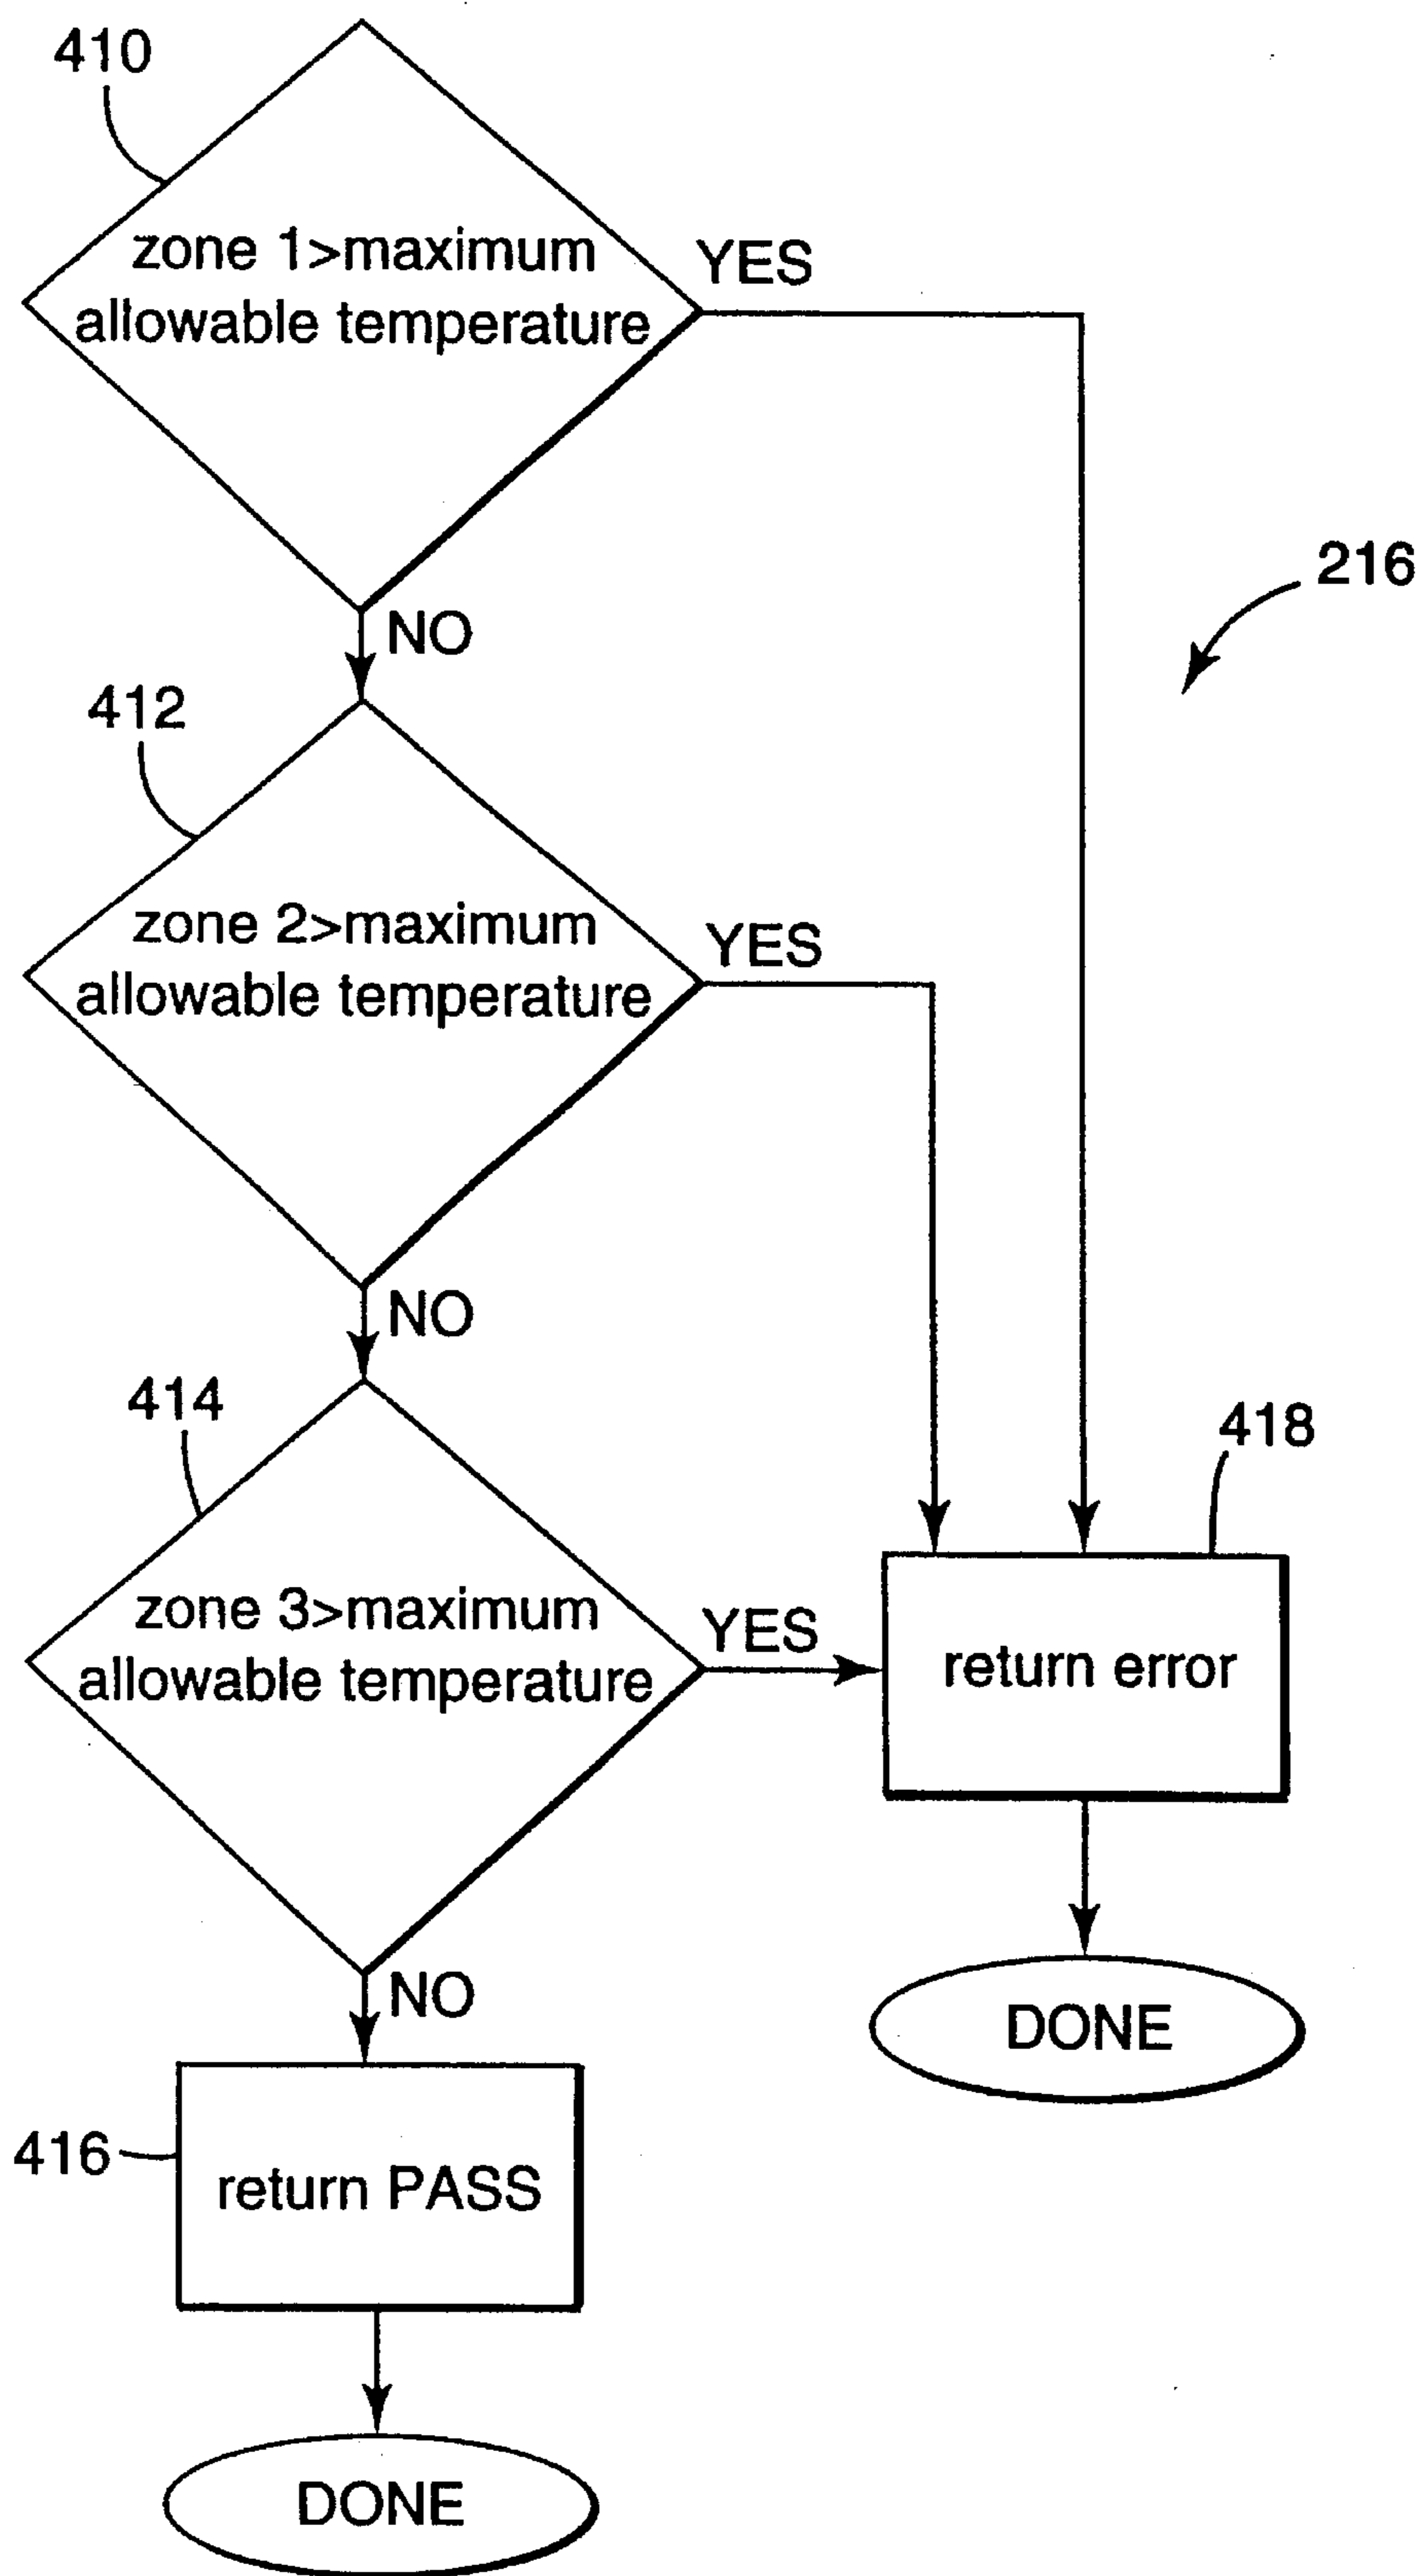 410
zone 1>maximum
allowable temperature
YES
NO
216
412
zone 2>maximum
allowable temperature
YES
NO
414
zone 3>maximum
allowable temperature
YES
418
return error
NO
DONE
416
return PASS
DONE